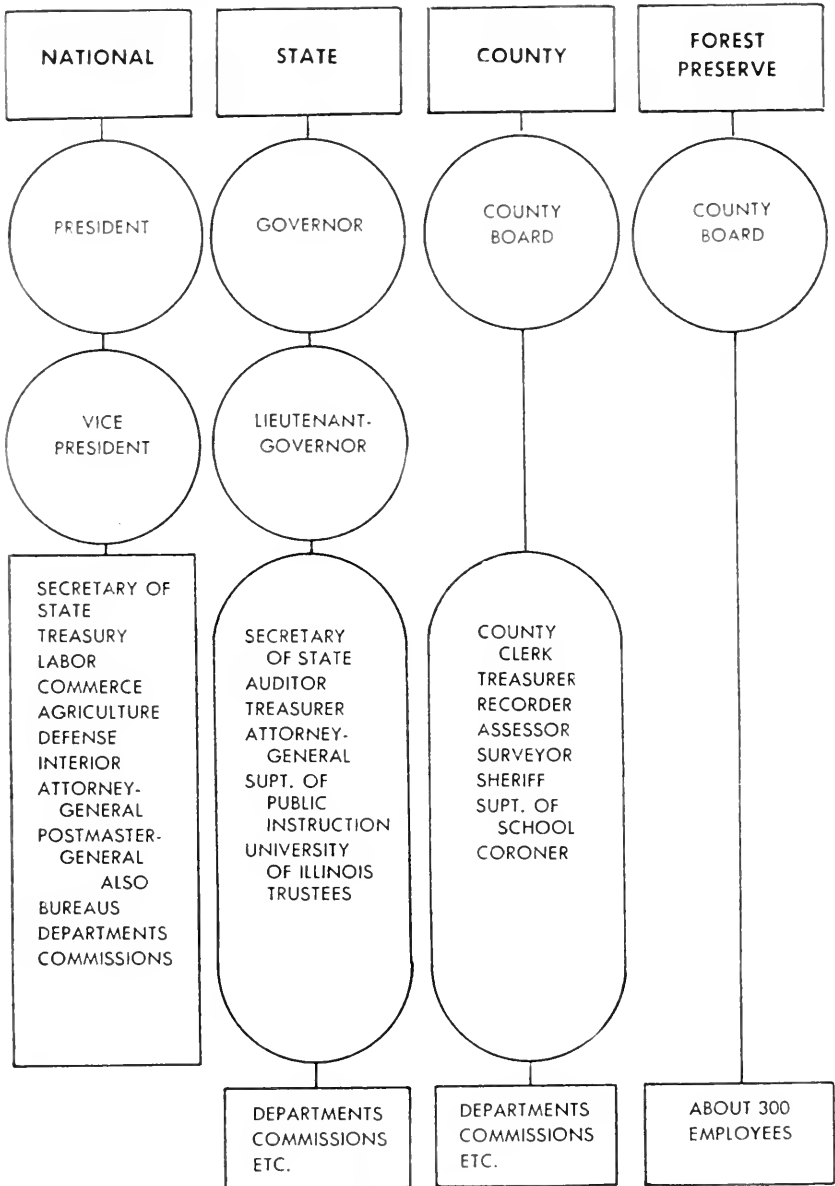 NATIONAL
PRESIDENT
VICE
PRESIDENT
SECRETARY OF
STATE
TREASURY
LABOR
COMMERCE
AGRICULTURE
DEFENSE
INTERIOR
ATTORNEY-
GENERAL
POSTMASTER-
GENERAL
ALSO
BUREAUS
DEPARTMENTS
COMMISSIONS
STATE
GOVERNOR
LIEUTENANT-
GOVERNOR
SECRETARY
OF STATE
AUDITOR
TREASURER
ATTORNEY-
GENERAL
SUPT. OF
PUBLIC
INSTRUCTION
UNIVERSITY
OF ILLINOIS
TRUSTEES
DEPARTMENTS
COMMISSIONS
ETC.
COUNTY
COUNTY
BOARD
COUNTY
CLERK
TREASURER
RECORDER
ASSESSOR
SURVEYOR
SHERIFF
SUPT. OF
SCHOOL
CORONER
DEPARTMENTS
COMMISSIONS
ETC.
FOREST
PRESERVE
COUNTY
BOARD
ABOUT 300
EMPLOYEES